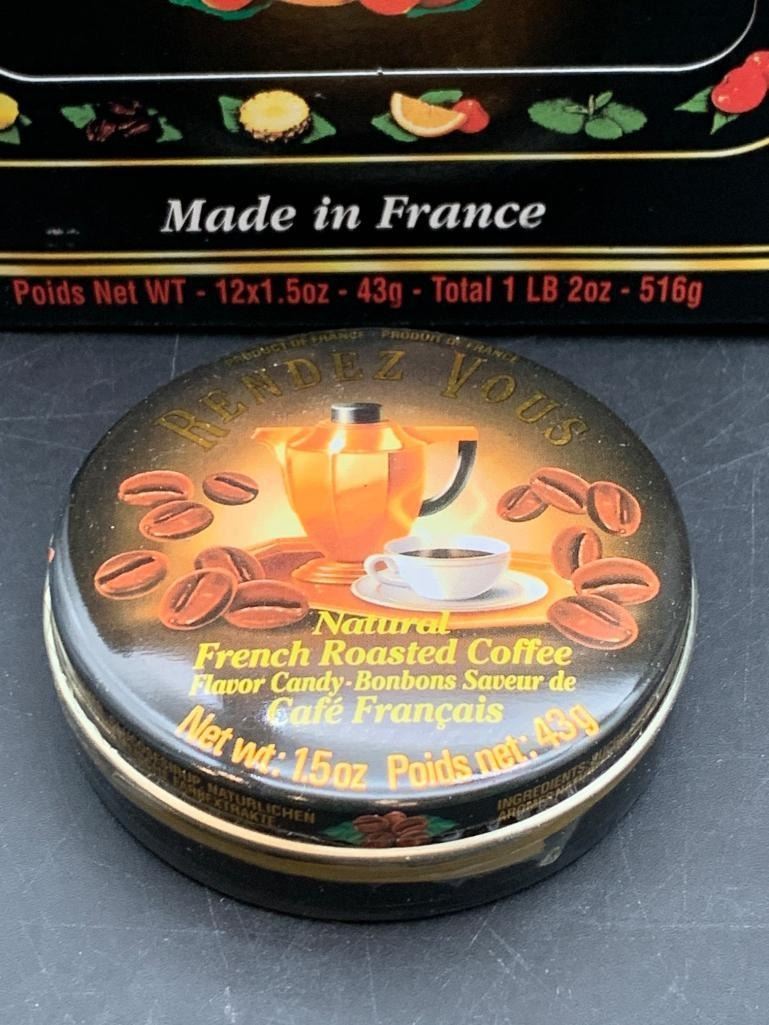 Made in France
Poids Net WT - 12x1.5oz - 43g - Total 1 LB 2oz - 516g
PRODUCT OF FRANCE PRODUIT DE FRANCE
RENDEZ VOUS
Natural
French Roasted Coffee
Flavor Candy - Bonbons Saveur de
Café Français
Net wt: 1.5oz Poids net: 43g
NATURLICHEN
INGREDIENTS: